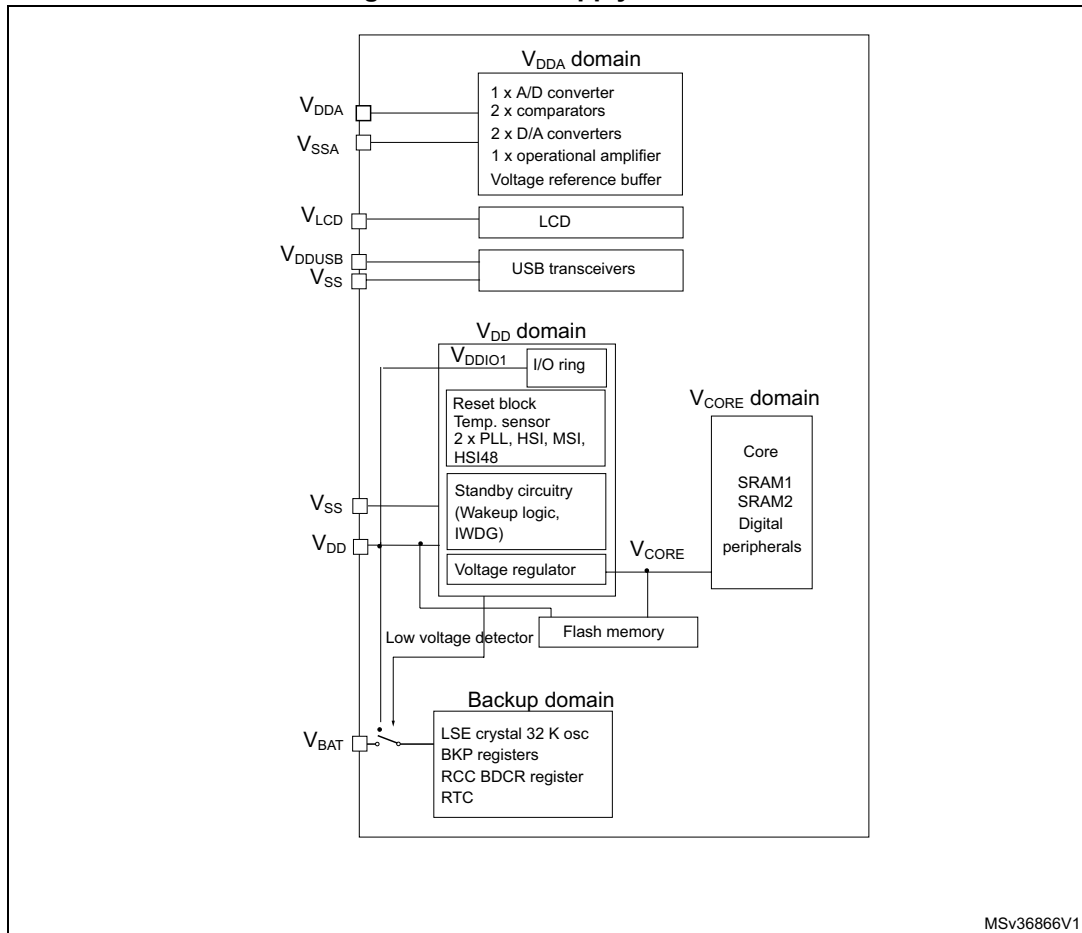 VDDA domain
1 x A/D converter
2 x comparators
2 x D/A converters
1 x operational amplifier
Voltage reference buffer
VDDA
VSSA
VLCD
LCD
VDDUSB
VSS
USB transceivers
VDD domain
VDDIO1
I/O ring
Reset block
Temp. sensor
2 x PLL, HSI, MSI,
HSI48
Standby circuitry
(Wakeup logic,
IWDG)
VSS
VDD
Voltage regulator
VCORE
VCORE domain
Core
SRAM1
SRAM2
Digital
peripherals
Flash memory
Low voltage detector
Backup domain
VBAT
LSE crystal 32 K osc
BKP registers
RCC BDCR register
RTC
MSv36866V1